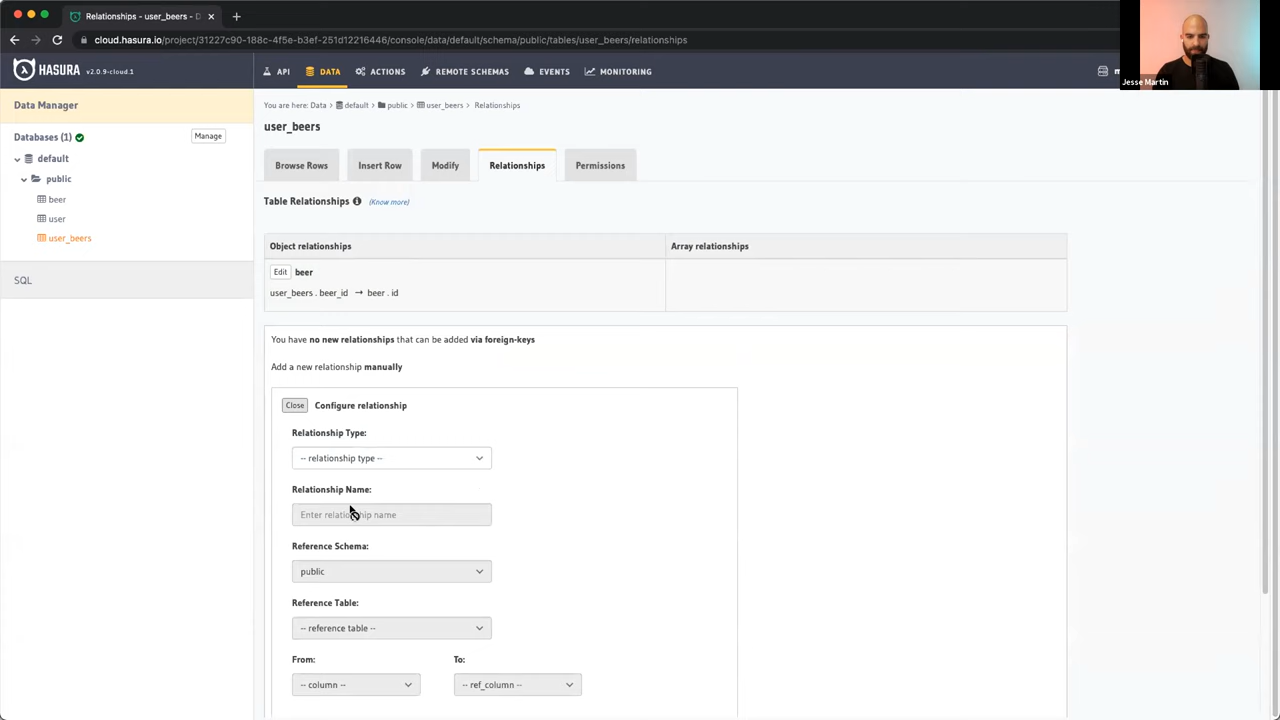 Relationships - user_beers - D
cloud.hasura.io/project/31227c90-188c-4f5e-b3ef-251d12216446/console/data/default/schema/public/tables/user_beers/relationships
Jesse Martin
HASURA v2.0.9-cloud.1 API DATA ACTIONS REMOTE SCHEMAS EVENTS MONITORING
Data Manager
Databases (1) Manage
default
public
beer
user
user_beers
SQL
You are here: Data > default > public > user_beers > Relationships
user_beers
Browse Rows Insert Row Modify Relationships Permissions
Table Relationships (Know more)
Object relationships Array relationships
Edit beer
user_beers . beer_id → beer . id
You have no new relationships that can be added via foreign-keys
Add a new relationship manually
Close Configure relationship
Relationship Type:
-- relationship type --
Relationship Name:
Enter relationship name
Reference Schema:
public
Reference Table:
-- reference table --
From: To:
-- column -- -- ref_column --